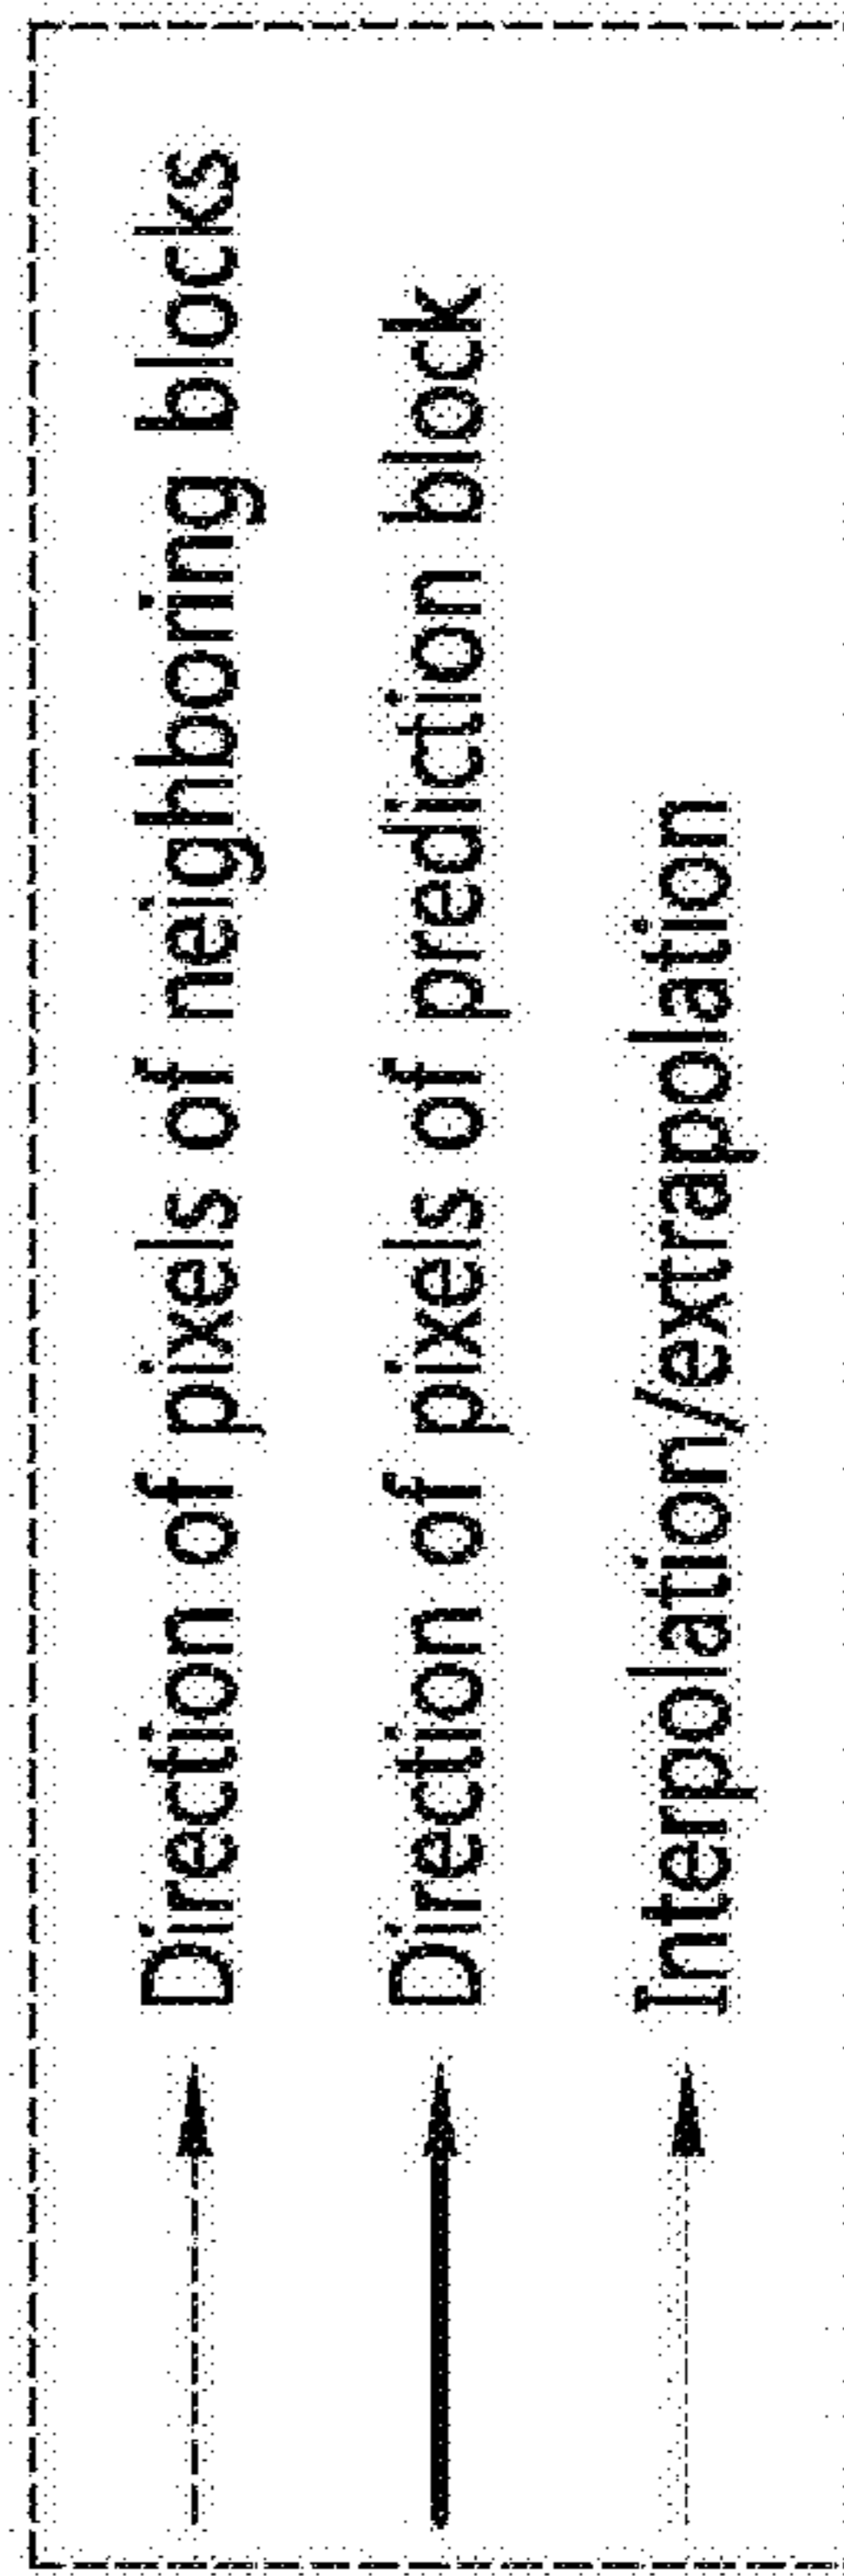 Direction of pixels of neighboring blocks
Direction of pixels of prediction block
Interpolation/extrapolation